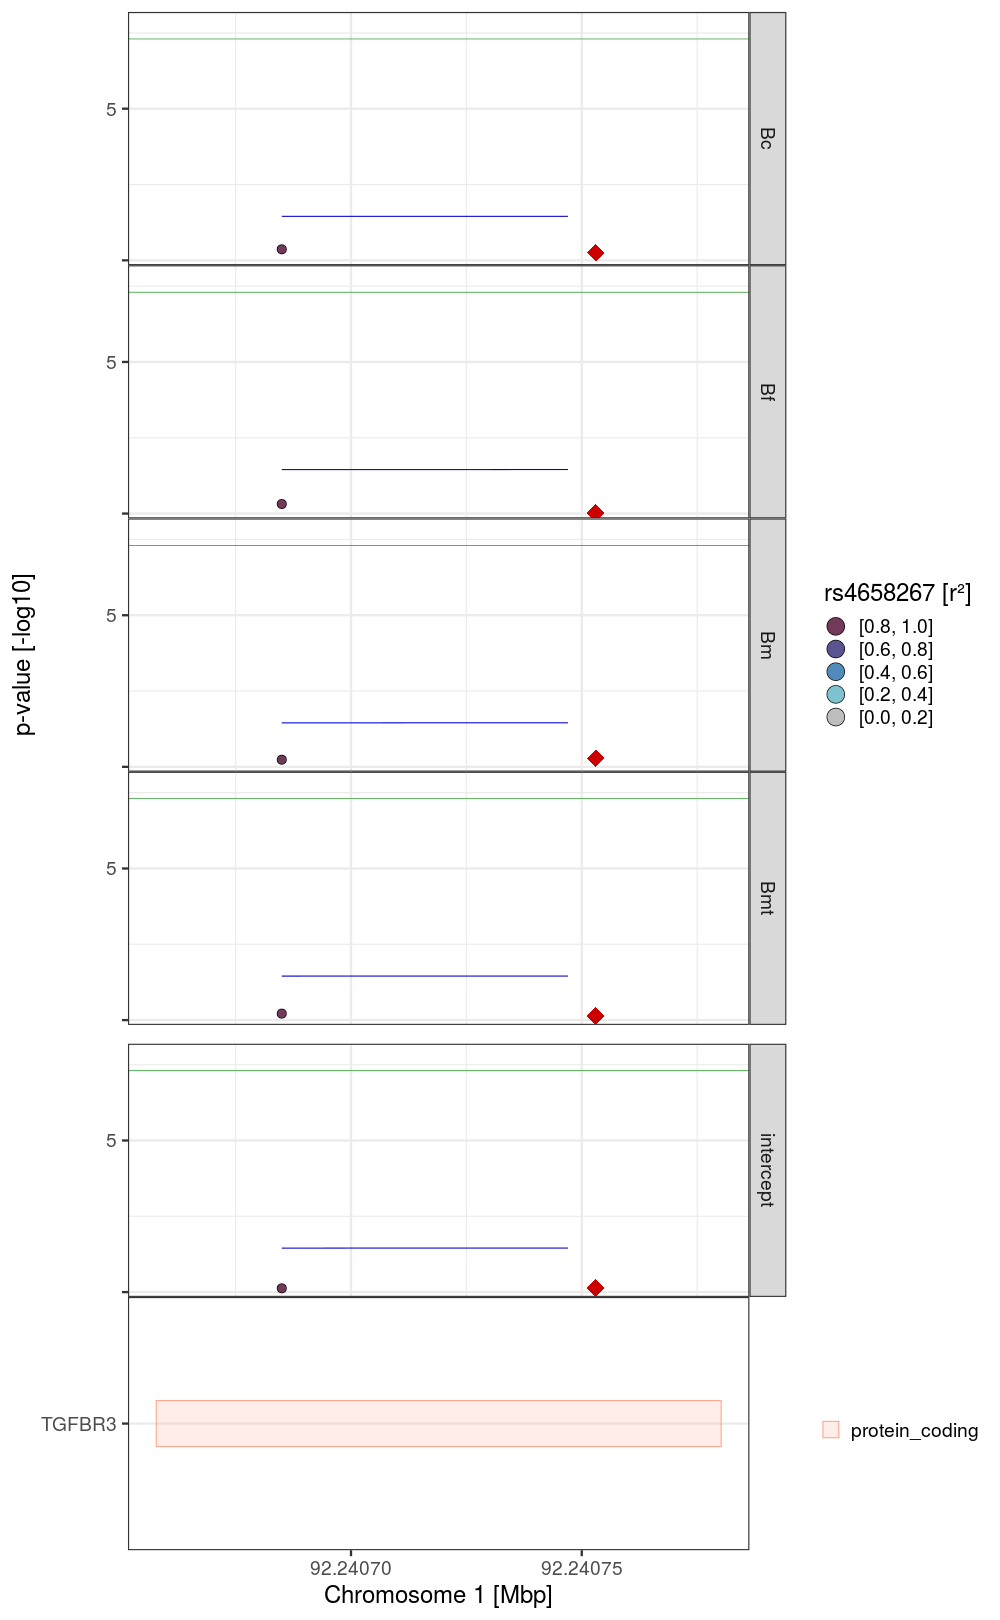 5
Bc
5
Bf
5
Bm
5
Bmt
5
intercept
p-value [-log10]
rs4658267 [r²]
[0.8, 1.0]
[0.6, 0.8]
[0.4, 0.6]
[0.2, 0.4]
[0.0, 0.2]
TGFBR3
protein_coding
92.24070 92.24075
Chromosome 1 [Mbp]